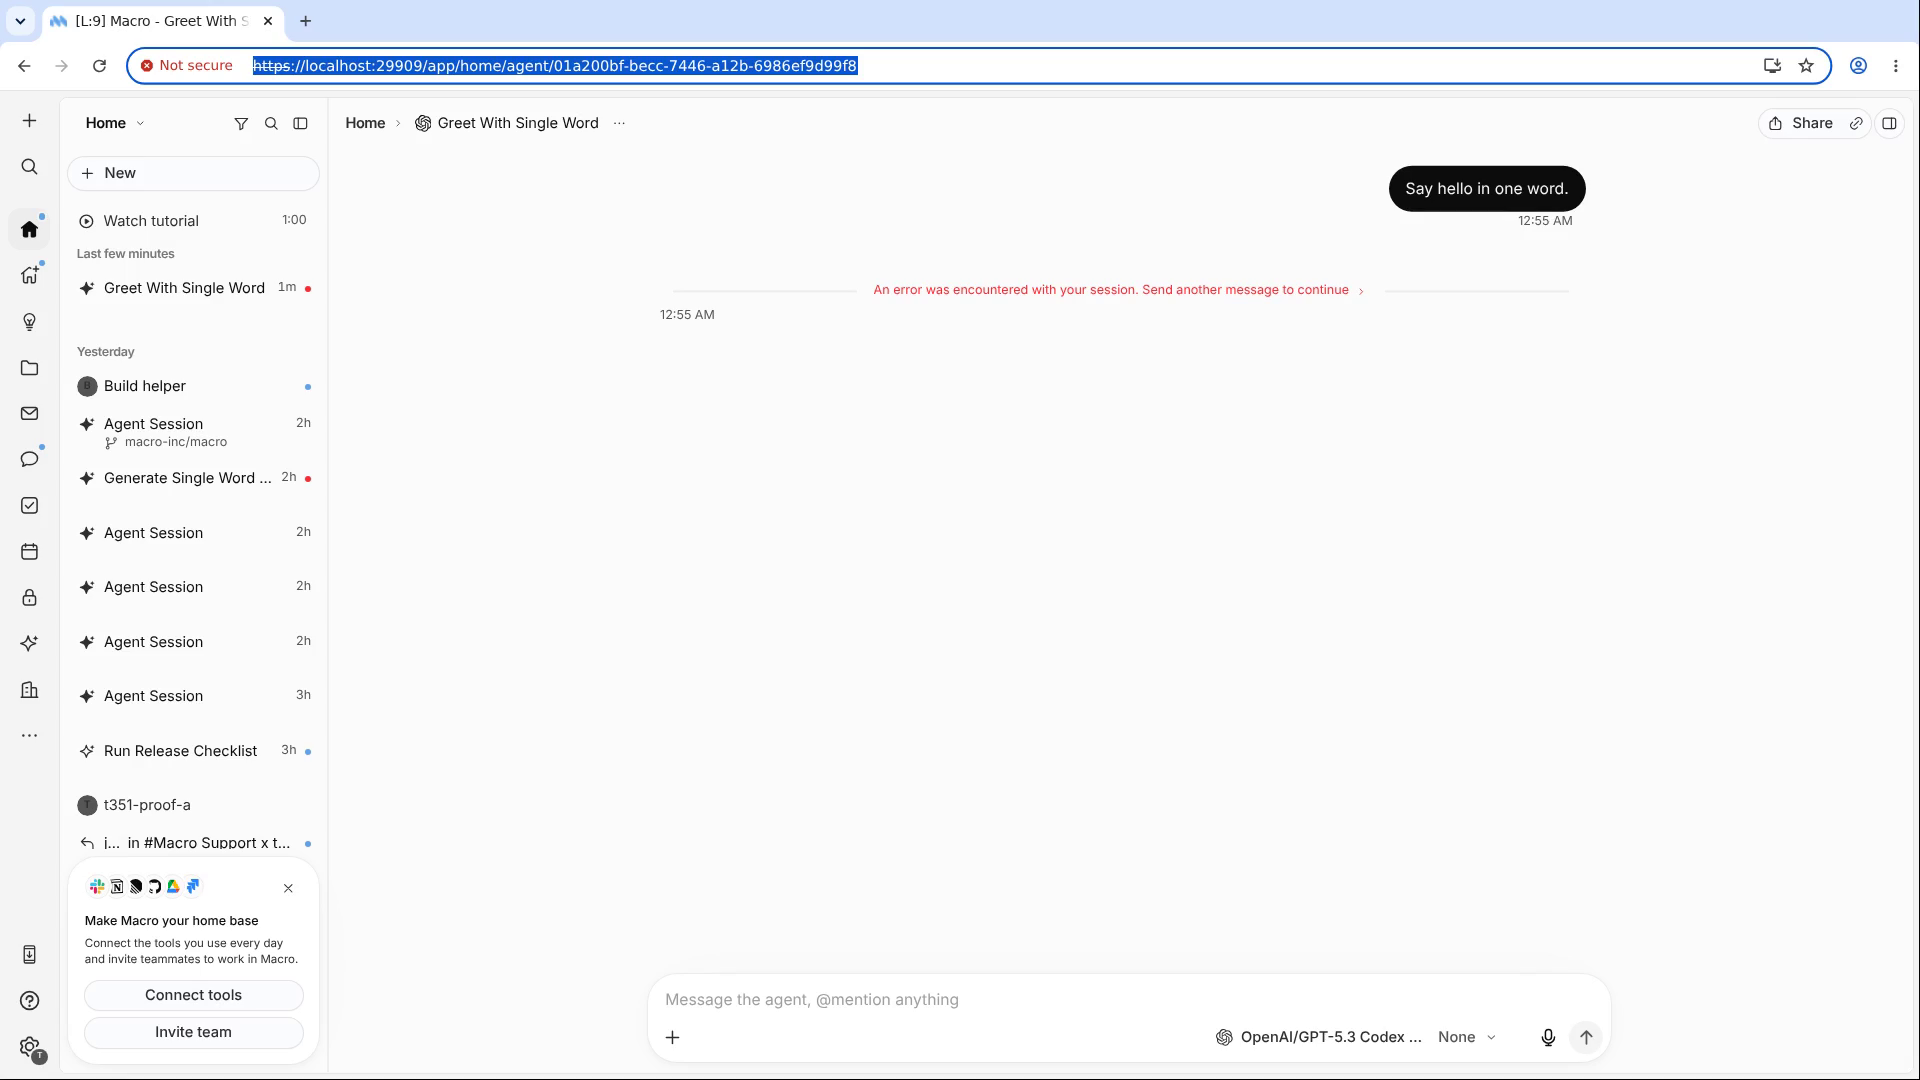 [L:9] Macro - Greet With S
Not secure
https://localhost:29909/app/home/agent/01a200bf-becc-7446-a12b-6986ef9d99f8
Home
Home
Greet With Single Word
Share
New
Say hello in one word.
12:55 AM
Watch tutorial 1:00
Last few minutes
Greet With Single Word 1m
An error was encountered with your session. Send another message to continue
12:55 AM
Yesterday
B Build helper
Agent Session 2h
macro-inc/macro
Generate Single Word ... 2h
Agent Session 2h
Agent Session 2h
Agent Session 2h
Agent Session 3h
Run Release Checklist 3h
T t351-proof-a
j... in #Macro Support x t...
Make Macro your home base
Connect the tools you use every day
and invite teammates to work in Macro.
Connect tools
Invite team
T
Message the agent, @mention anything
OpenAI/GPT-5.3 Codex ... None